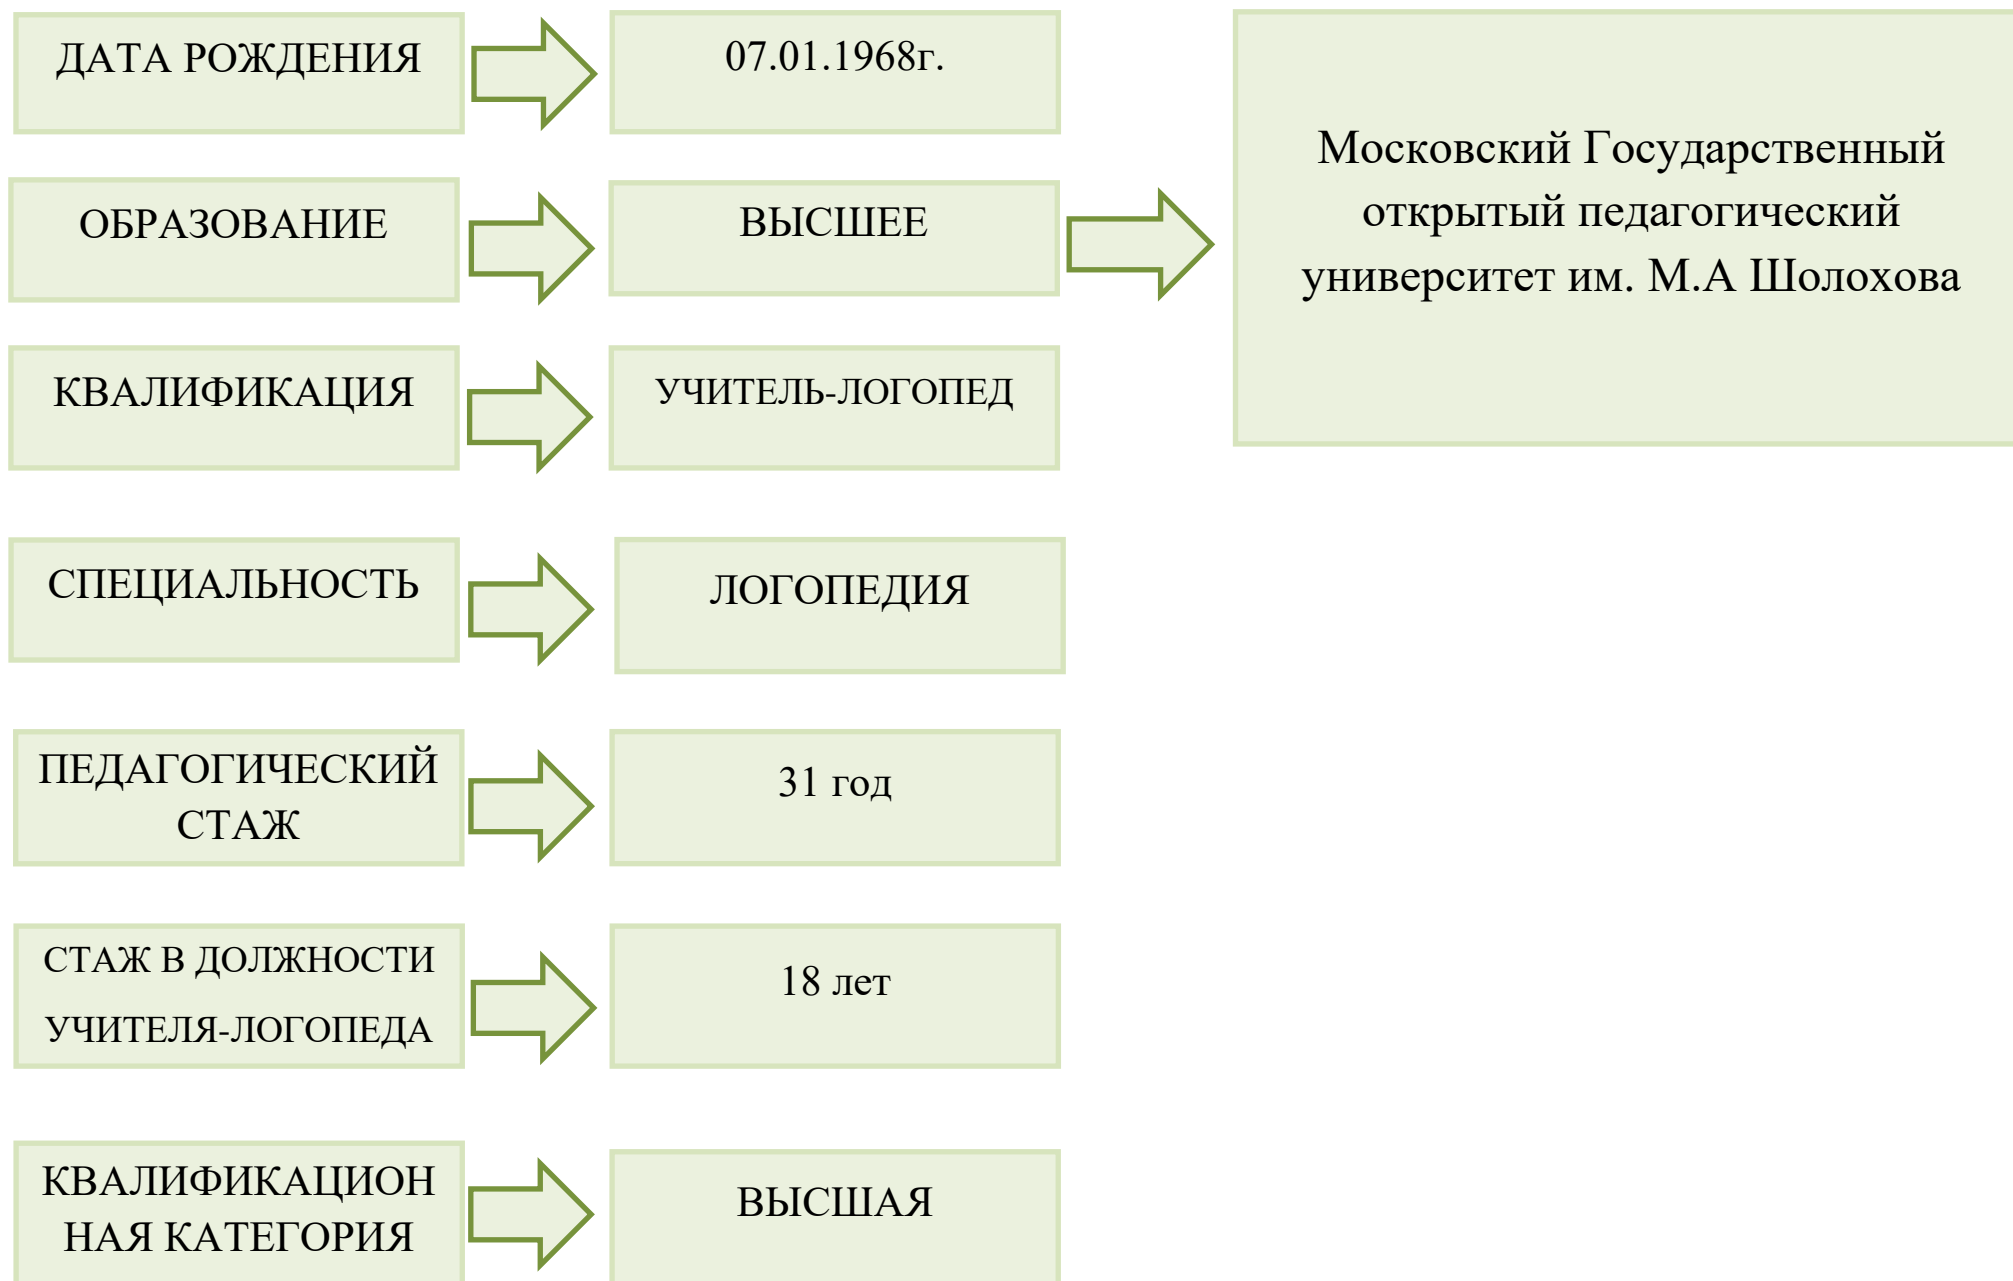 ДАТА РОЖДЕНИЯ
07.01.1968г.
ОБРАЗОВАНИЕ
ВЫСШЕЕ
Московский Государственный
открытый педагогический
университет им. М.А Шолохова
КВАЛИФИКАЦИЯ
УЧИТЕЛЬ-ЛОГОПЕД
СПЕЦИАЛЬНОСТЬ
ЛОГОПЕДИЯ
ПЕДАГОГИЧЕСКИЙ
СТАЖ
31 год
СТАЖ В ДОЛЖНОСТИ
УЧИТЕЛЯ-ЛОГОПЕДА
18 лет
КВАЛИФИКАЦИОН
НАЯ КАТЕГОРИЯ
ВЫСШАЯ